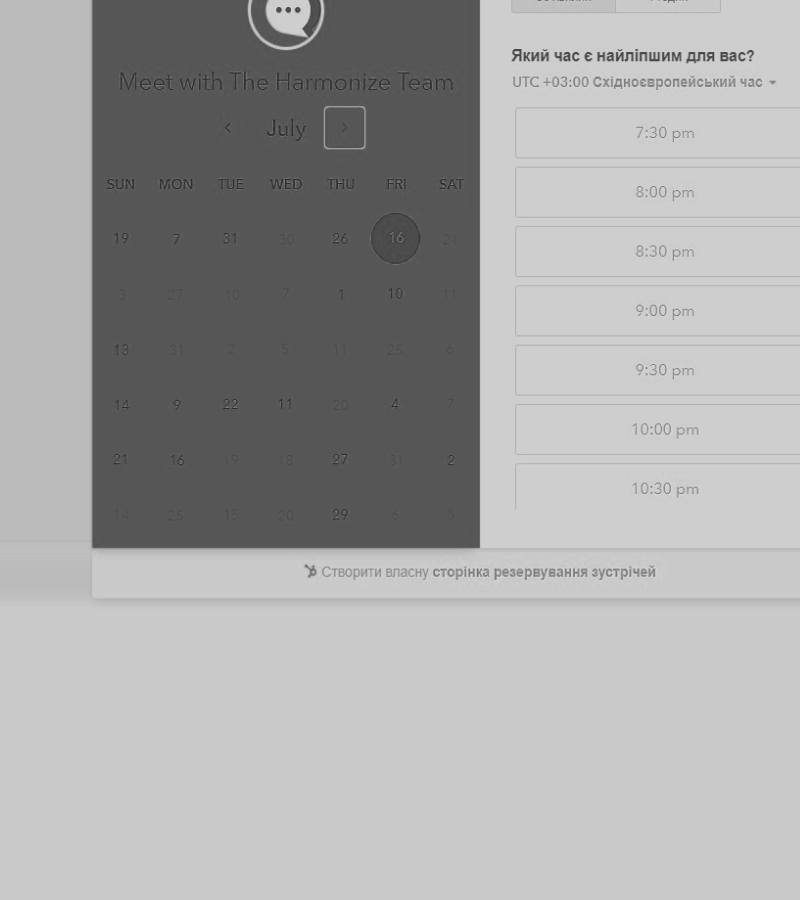 Meet with The Harmonize Team
July
SUN MON TUE WED THU FRI SAT
19 7 31 30 26 16 21
3 27 10 7 1 10 11
13 31 2 5 11 25 6
14 9 22 11 20 4 7
21 16 19 18 27 31 2
14 25 15 20 29 6 8
Який час є найліпшим для вас?
UTC +03:00 Східноєвропейський час
7:30 pm
8:00 pm
8:30 pm
9:00 pm
9:30 pm
10:00 pm
10:30 pm
Створити власну сторінка резервування зустрічей